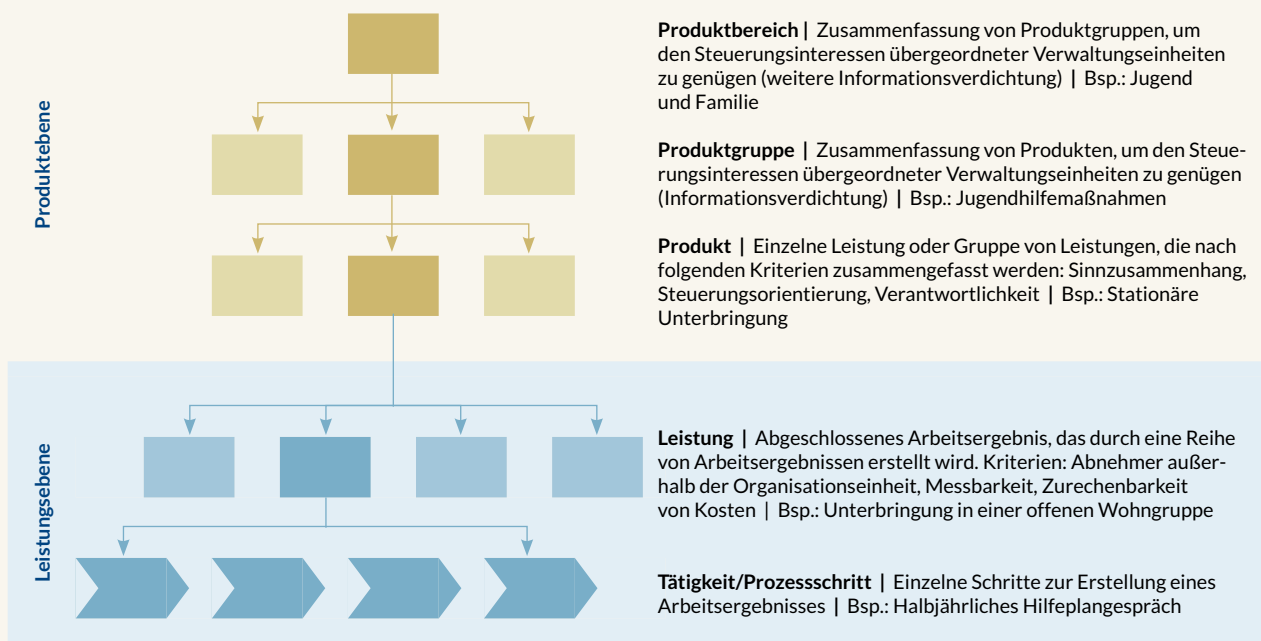 Produktebene
Produktbereich | Zusammenfassung von Produktgruppen, um
den Steuerungsinteressen übergeordneter Verwaltungseinheiten
zu genügen (weitere Informationsverdichtung) | Bsp.: Jugend
und Familie
Produktgruppe | Zusammenfassung von Produkten, um den Steue-
rungsinteressen übergeordneter Verwaltungseinheiten zu genügen
(Informationsverdichtung) | Bsp.: Jugendhilfemaßnahmen
Produkt | Einzelne Leistung oder Gruppe von Leistungen, die nach
folgenden Kriterien zusammengefasst werden: Sinnzusammenhang,
Steuerungsorientierung, Verantwortlichkeit | Bsp.: Stationäre
Unterbringung
Leistungsebene
Leistung | Abgeschlossenes Arbeitsergebnis, das durch eine Reihe
von Arbeitsergebnissen erstellt wird. Kriterien: Abnehmer außer-
halb der Organisationseinheit, Messbarkeit, Zurechenbarkeit
von Kosten | Bsp.: Unterbringung in einer offenen Wohngruppe
Tätigkeit/Prozessschritt | Einzelne Schritte zur Erstellung eines
Arbeitsergebnisses | Bsp.: Halbjährliches Hilfeplangespräch